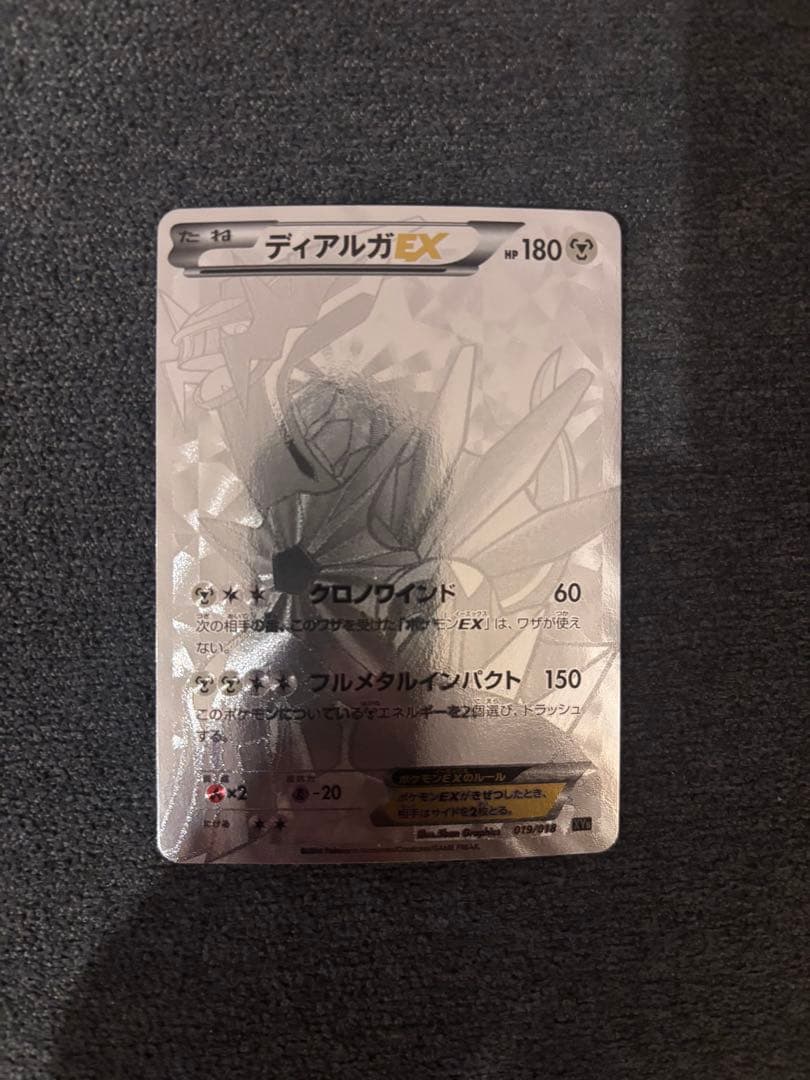 たね ディアルガEX HP180
クロノウインド 60
次の相手の番、このワザを受けた「ポケモンEX」は、ワザが使え
ない。
フルメタルインパクト 150
このポケモンについているエネルギーを2個選び、トラッシュ
する。
×2 -20
ポケモンEXのルール
ポケモンEXがきぜつしたとき、
相手はサイドを2枚とる。
にげる
019/018